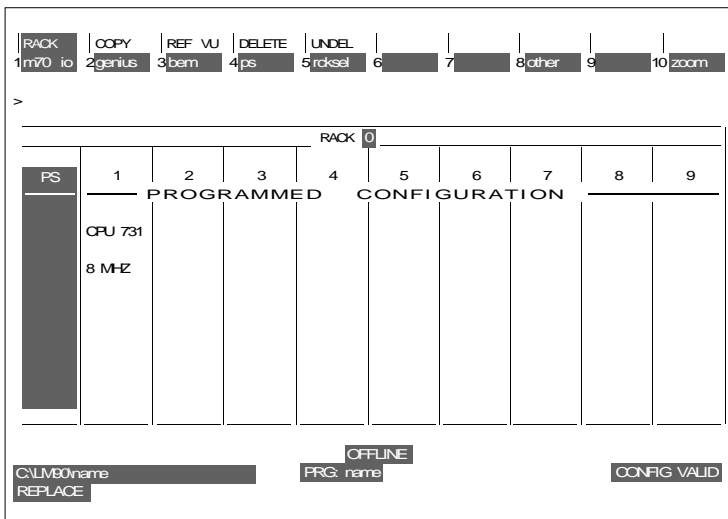 RACK COPY REF VU DELETE UNDEL
1 m70 io 2 genius 3 bem 4 ps 5 rcksel 6 7 8 other 9 10 zoom
>
RACK 0
PS 1 2 3 4 5 6 7 8 9
PROGRAMMED CONFIGURATION
CPU 731
8 MHZ
OFFLINE
C:\LM90\name PRG: name CONFIG VALID
REPLACE